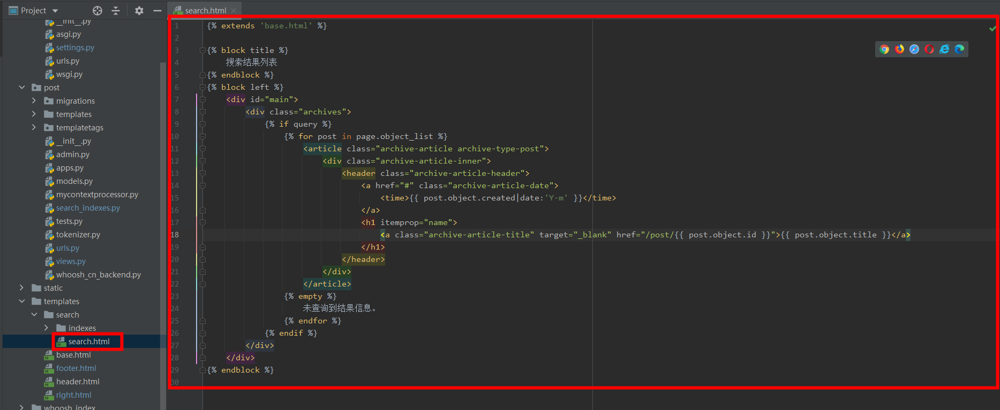 Project
__init__.py
asgi.py
settings.py
urls.py
wsgi.py
post
migrations
templates
templatetags
__init__.py
admin.py
apps.py
models.py
mycontextprocessor.py
search_indexes.py
tests.py
tokenizer.py
urls.py
views.py
whoosh_cn_backend.py
static
templates
search
indexes
search.html
base.html
footer.html
header.html
right.html
whoosh_index
search.html
1 {% extends 'base.html' %}
2
3 {% block title %}
4 搜索结果列表
5 {% endblock %}
6 {% block left %}
7 <div id="main">
8 <div class="archives">
9 {% if query %}
10 {% for post in page.object_list %}
11 <article class="archive-article archive-type-post">
12 <div class="archive-article-inner">
13 <header class="archive-article-header">
14 <a href="#" class="archive-article-date">
15 <time>{{ post.object.created|date:'Y-m' }}</time>
16 </a>
17 <h1 itemprop="name">
18 <a class="archive-article-title" target="_blank" href="/post/{{ post.object.id }}">{{ post.object.title }}</a>
19 </h1>
20 </header>
21 </div>
22 </article>
23 {% empty %}
24 未查询到结果信息。
25 {% endfor %}
26 {% endif %}
27 </div>
28 </div>
29 {% endblock %}
30